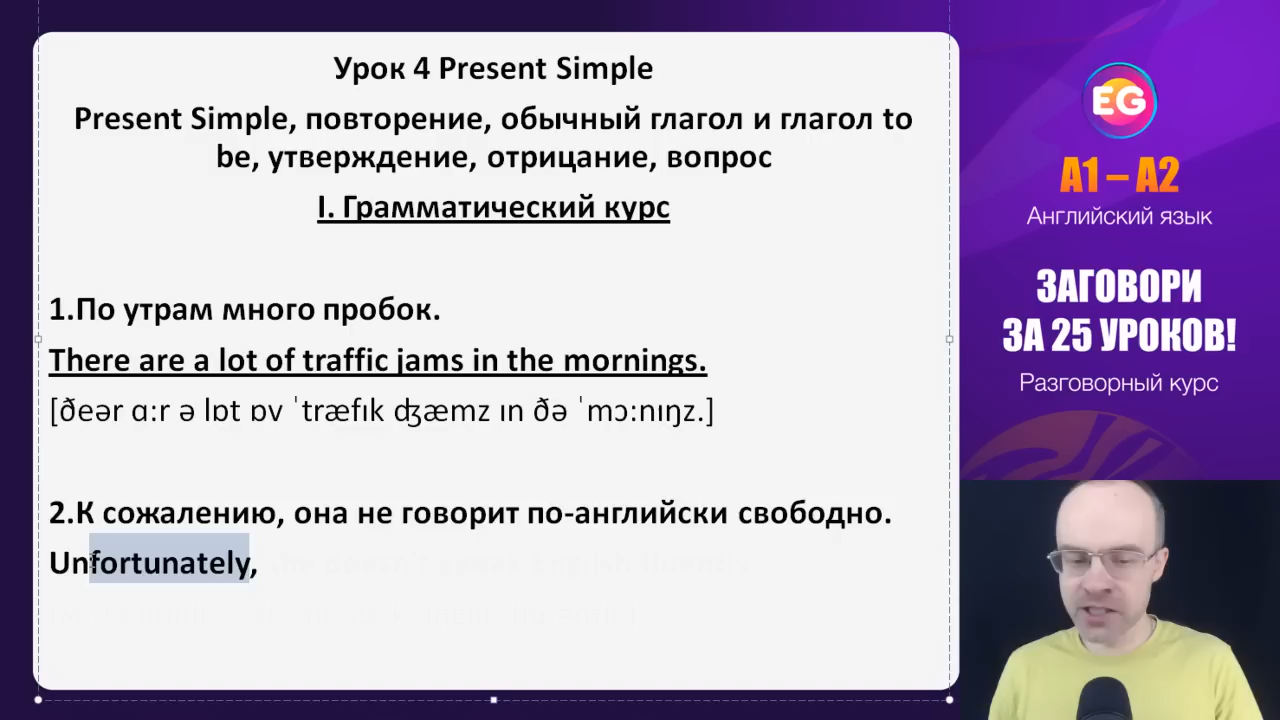 Урок 4 Present Simple
Present Simple, повторение, обычный глагол и глагол to
be, утверждение, отрицание, вопрос
I. Грамматический курс
1.По утрам много пробок.
There are a lot of traffic jams in the mornings.
[ðeər ɑːr ə lɒt ɒv ˈtræfɪk ʤæmz ɪn ðə ˈmɔːnɪŋz.]
2.К сожалению, она не говорит по-английски свободно.
Unfortunately,
EG
A1 – A2
Английский язык
ЗАГОВОРИ
ЗА 25 УРОКОВ!
Разговорный курс